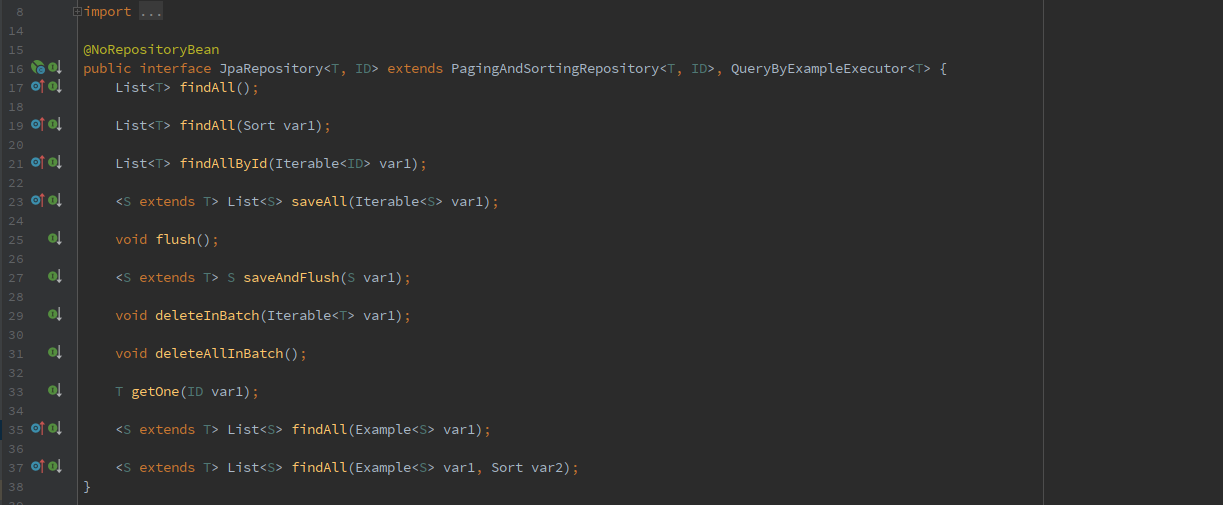 8 import ...
14
15 @NoRepositoryBean
16 public interface JpaRepository<T, ID> extends PagingAndSortingRepository<T, ID>, QueryByExampleExecutor<T> {
17 List<T> findAll();
18
19 List<T> findAll(Sort var1);
20
21 List<T> findAllById(Iterable<ID> var1);
22
23 <S extends T> List<S> saveAll(Iterable<S> var1);
24
25 void flush();
26
27 <S extends T> S saveAndFlush(S var1);
28
29 void deleteInBatch(Iterable<T> var1);
30
31 void deleteAllInBatch();
32
33 T getOne(ID var1);
34
35 <S extends T> List<S> findAll(Example<S> var1);
36
37 <S extends T> List<S> findAll(Example<S> var1, Sort var2);
38 }